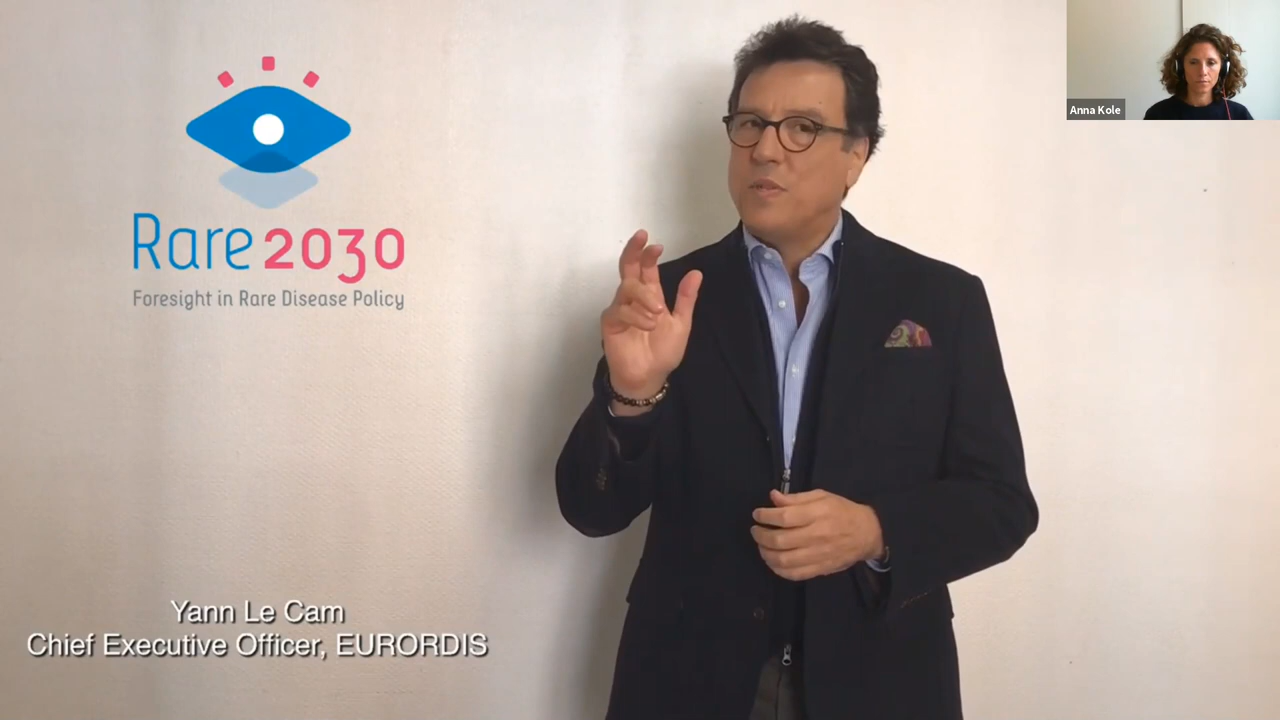 Rare 2030
Foresight in Rare Disease Policy
Yann Le Cam
Chief Executive Officer, EURORDIS
Anna Kole